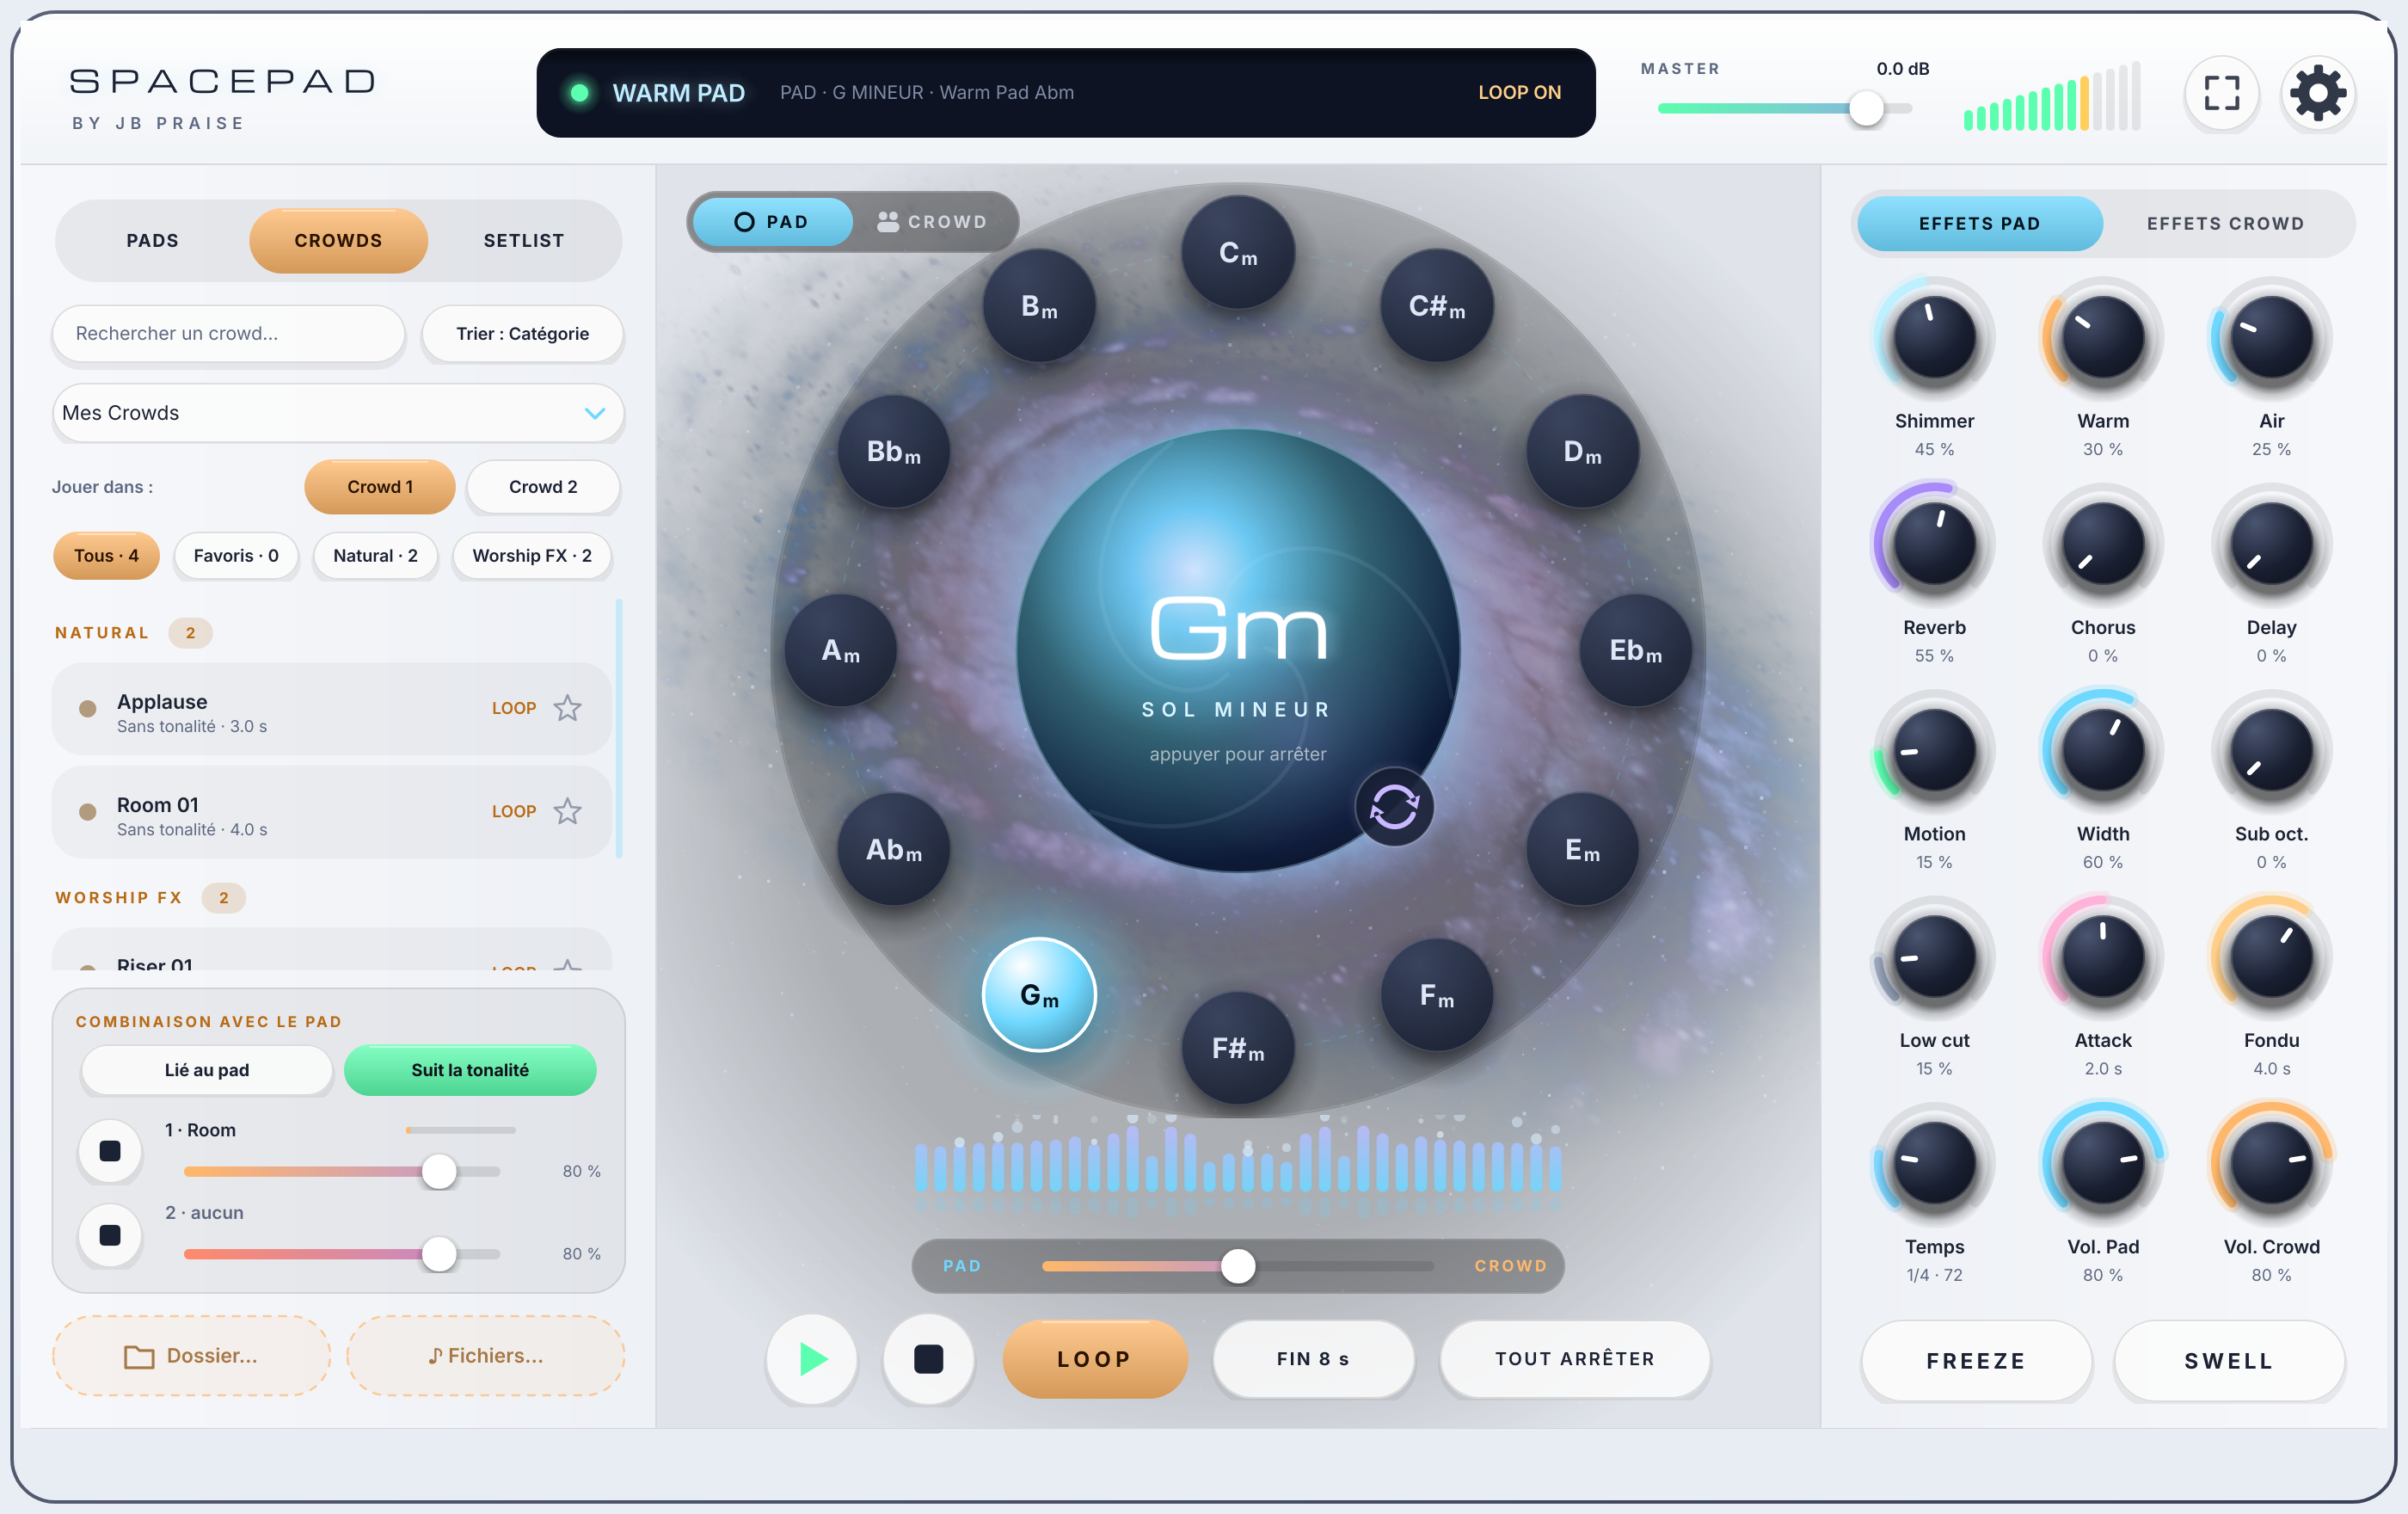 SPACEPAD
BY JB PRAISE
WARM PAD PAD · G MINEUR · Warm Pad Abm LOOP ON
MASTER 0.0 dB
PADS CROWDS SETLIST
Rechercher un crowd... Trier : Catégorie
Mes Crowds
Jouer dans : Crowd 1 Crowd 2
Tous · 4 Favoris · 0 Natural · 2 Worship FX · 2
NATURAL 2
Applause LOOP
Sans tonalité · 3.0 s
Room 01 LOOP
Sans tonalité · 4.0 s
WORSHIP FX 2
Riser 01 LOOP
COMBINAISON AVEC LE PAD
Lié au pad Suit la tonalité
1 · Room
80 %
2 · aucun
80 %
Dossier... Fichiers...
PAD CROWD
Cm
C#m
Dm
Ebm
Em
Fm
F#m
Gm
Abm
Am
Bbm
Bm
Gm
SOL MINEUR
appuyer pour arrêter
PAD CROWD
LOOP FIN 8 s TOUT ARRÊTER
EFFETS PAD EFFETS CROWD
Shimmer Warm Air
45 % 30 % 25 %
Reverb Chorus Delay
55 % 0 % 0 %
Motion Width Sub oct.
15 % 60 % 0 %
Low cut Attack Fondu
15 % 2.0 s 4.0 s
Temps Vol. Pad Vol. Crowd
1/4 · 72 80 % 80 %
FREEZE SWELL